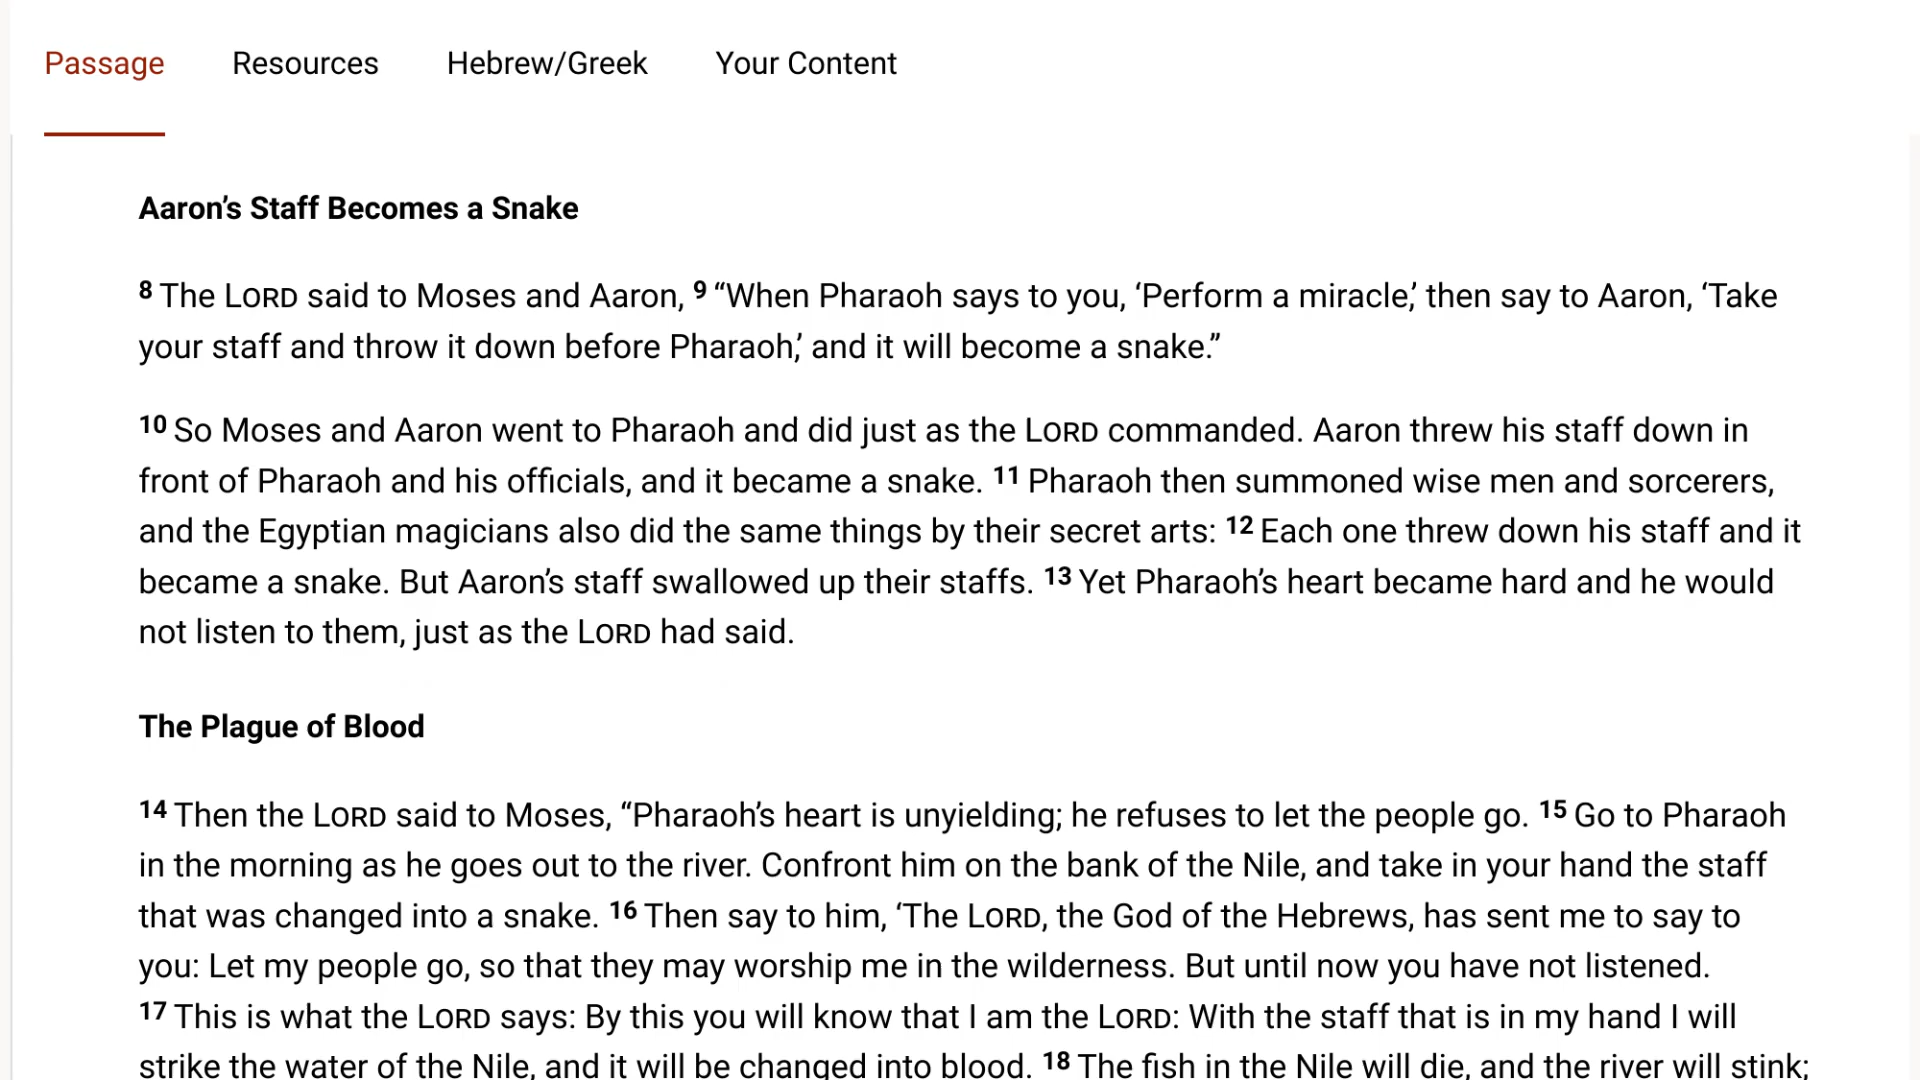 Passage Resources Hebrew/Greek Your Content
Aaron’s Staff Becomes a Snake
8 The LORD said to Moses and Aaron, 9 “When Pharaoh says to you, ‘Perform a miracle,’ then say to Aaron, ‘Take
your staff and throw it down before Pharaoh,’ and it will become a snake.”
10 So Moses and Aaron went to Pharaoh and did just as the LORD commanded. Aaron threw his staff down in
front of Pharaoh and his officials, and it became a snake. 11 Pharaoh then summoned wise men and sorcerers,
and the Egyptian magicians also did the same things by their secret arts: 12 Each one threw down his staff and it
became a snake. But Aaron’s staff swallowed up their staffs. 13 Yet Pharaoh’s heart became hard and he would
not listen to them, just as the LORD had said.
The Plague of Blood
14 Then the LORD said to Moses, “Pharaoh’s heart is unyielding; he refuses to let the people go. 15 Go to Pharaoh
in the morning as he goes out to the river. Confront him on the bank of the Nile, and take in your hand the staff
that was changed into a snake. 16 Then say to him, ‘The LORD, the God of the Hebrews, has sent me to say to
you: Let my people go, so that they may worship me in the wilderness. But until now you have not listened.
17 This is what the LORD says: By this you will know that I am the LORD: With the staff that is in my hand I will
strike the water of the Nile, and it will be changed into blood. 18 The fish in the Nile will die, and the river will stink;